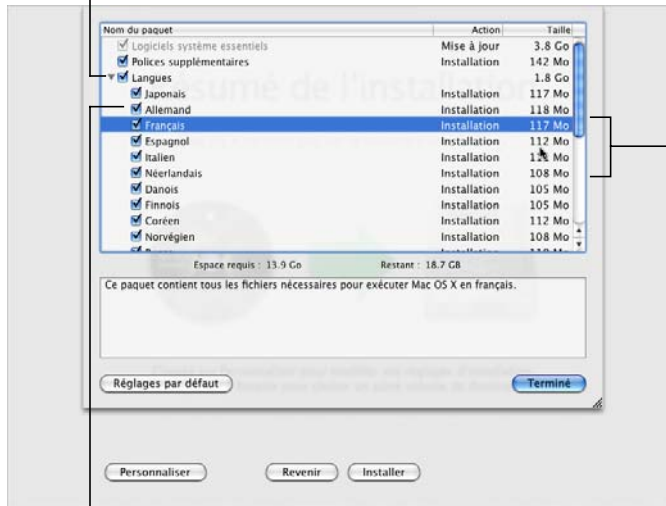 Nom du paquet Action Taille
Logiciels système essentiels Mise à jour 3.8 Go
Polices supplémentaires Installation 142 Mo
Langues 1.8 Go
Japonais Installation 117 Mo
Allemand Installation 118 Mo
Français Installation 117 Mo
Espagnol Installation 112 Mo
Italien Installation Mo
Néerlandais Installation 108 Mo
Danois Installation 105 Mo
Finnois Installation 105 Mo
Coréen Installation 112 Mo
Norvégien Installation 108 Mo
Résumé de l'installation
Espace requis : 13.9 Go Restant : 18.7 GB
Ce paquet contient tous les fichiers nécessaires pour exécuter Mac OS X en français.
Réglages par défaut Terminé
Personnaliser Revenir Installer